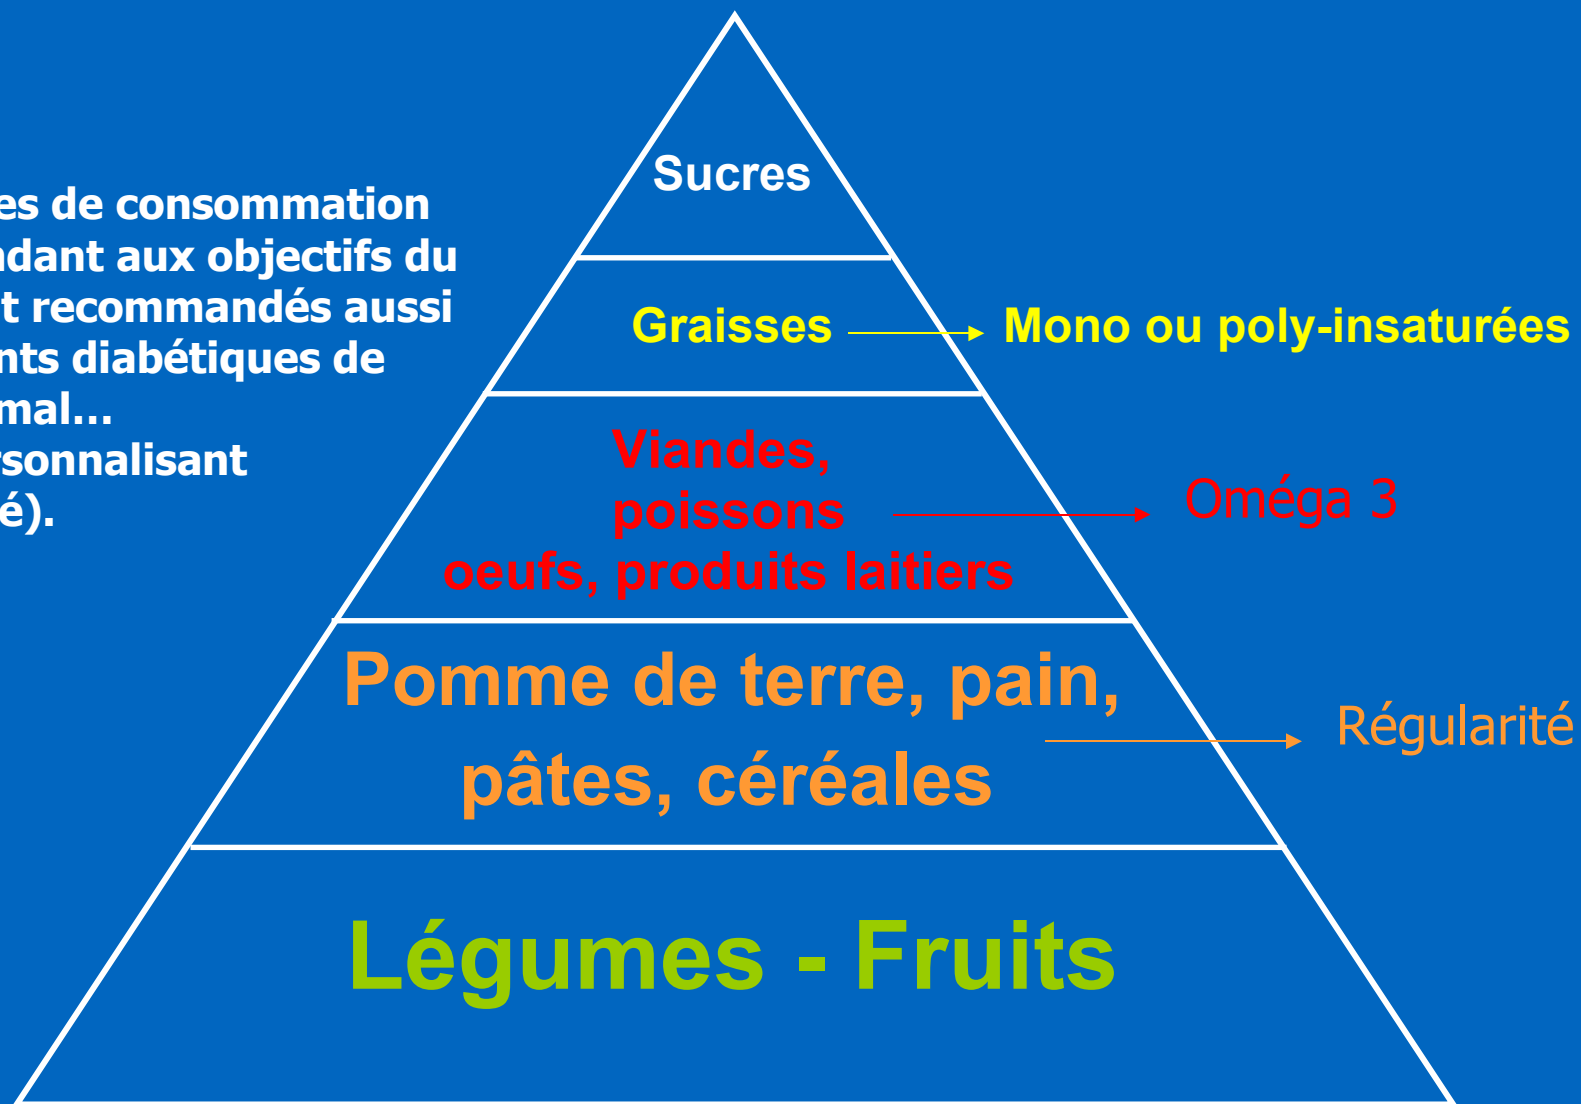 Sucres
es de consommation
ndant aux objectifs du
t recommandés aussi
nts diabétiques de
mal...
rsonnalisant
é).
Graisses
Mono ou poly-insaturées
Viandes,
poissons
oeufs, produits laitiers
Oméga 3
Pomme de terre, pain,
pâtes, céréales
Régularité
Légumes - Fruits